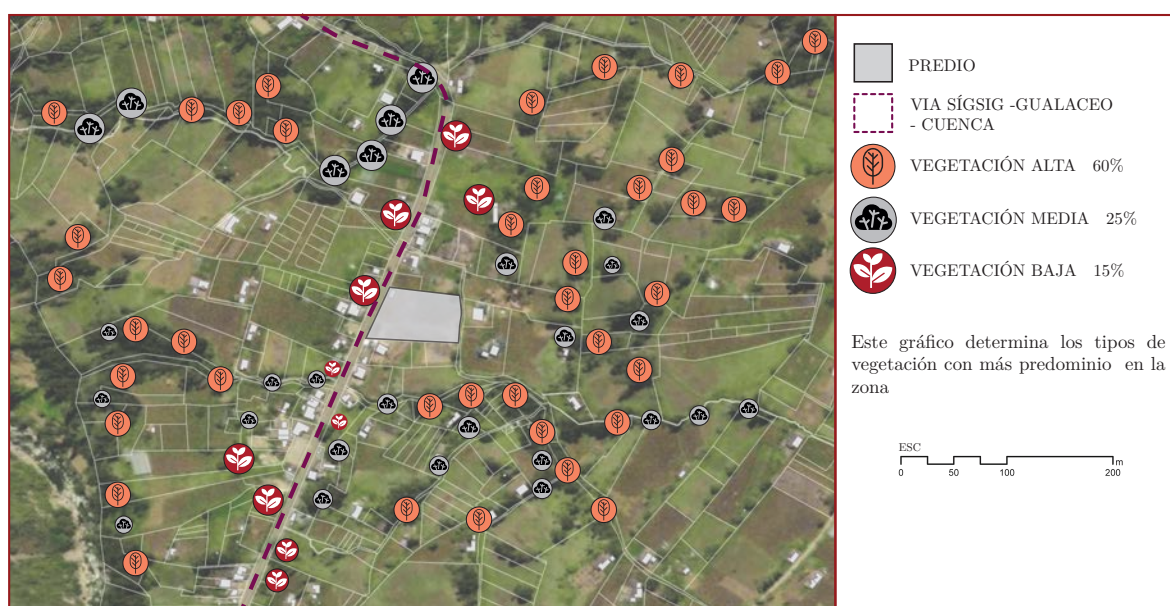 PREDIO
VIA SÍGSIG -GUALACEO
- CUENCA
VEGETACIÓN ALTA 60%
VEGETACIÓN MEDIA 25%
VEGETACIÓN BAJA 15%
Este gráfico determina los tipos de
vegetación con más predominio en la
zona
ESC
0 50 100 200 m